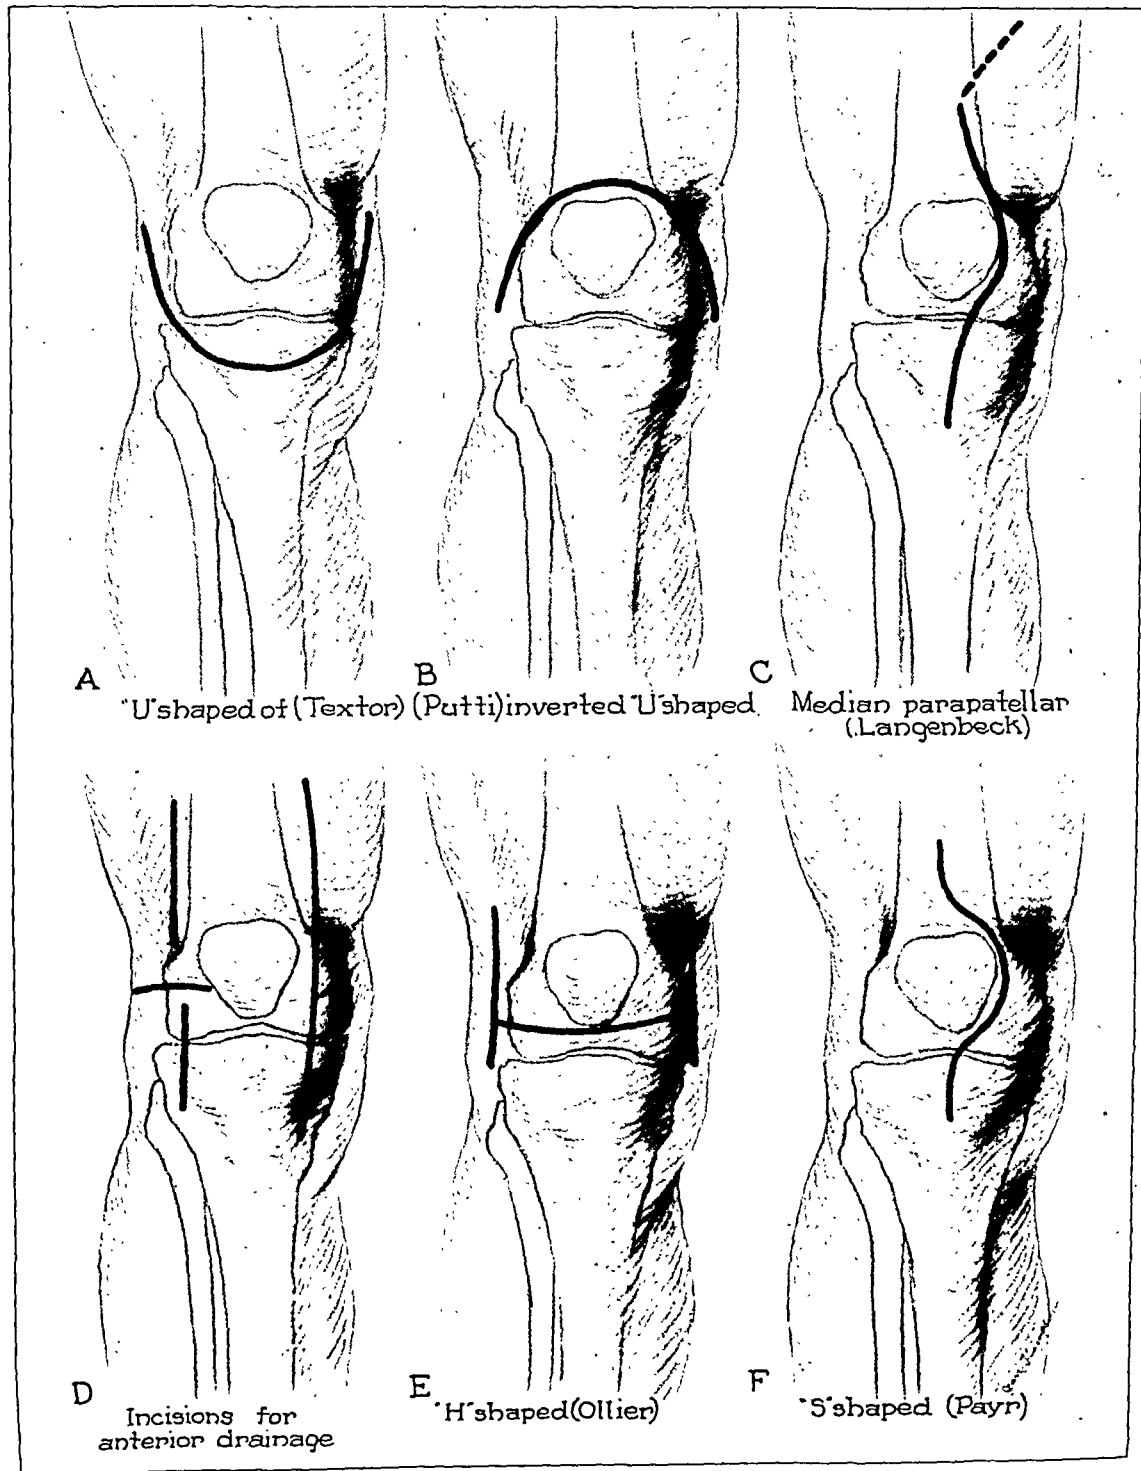 A
"U" shaped of (Textor)
B
(Putti) inverted "U" shaped.
C
Median parapatellar
(.Langenbeck)
D
Incisions for
anterior drainage
E
"H" shaped (Ollier)
F
"S" shaped (Payr)